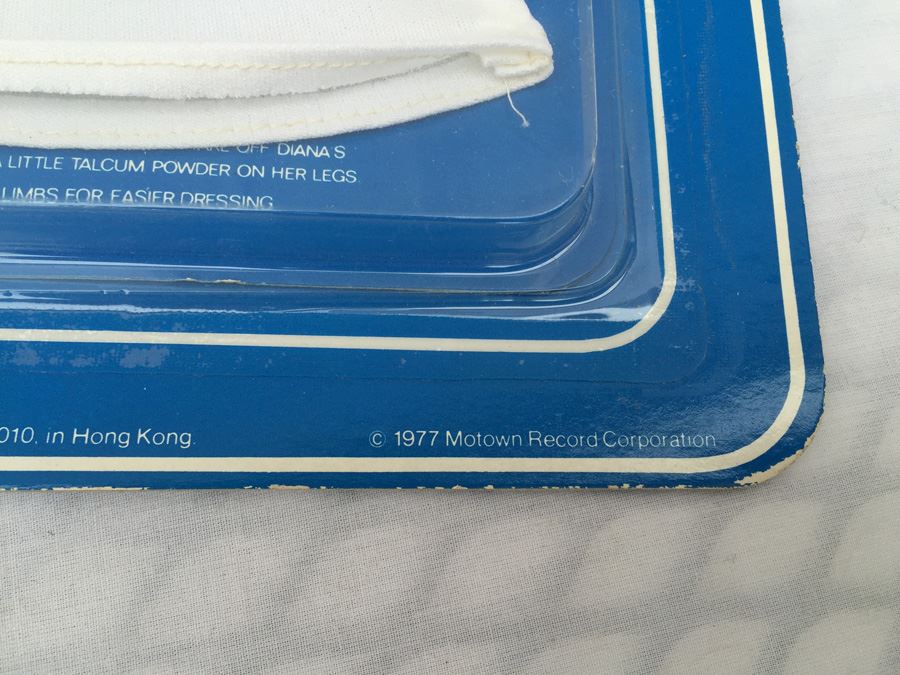 OFF DIANA'S
A LITTLE TALCUM POWDER ON HER LEGS.
LIMBS FOR EASIER DRESSING.
010, in Hong Kong.
© 1977 Motown Record Corporation